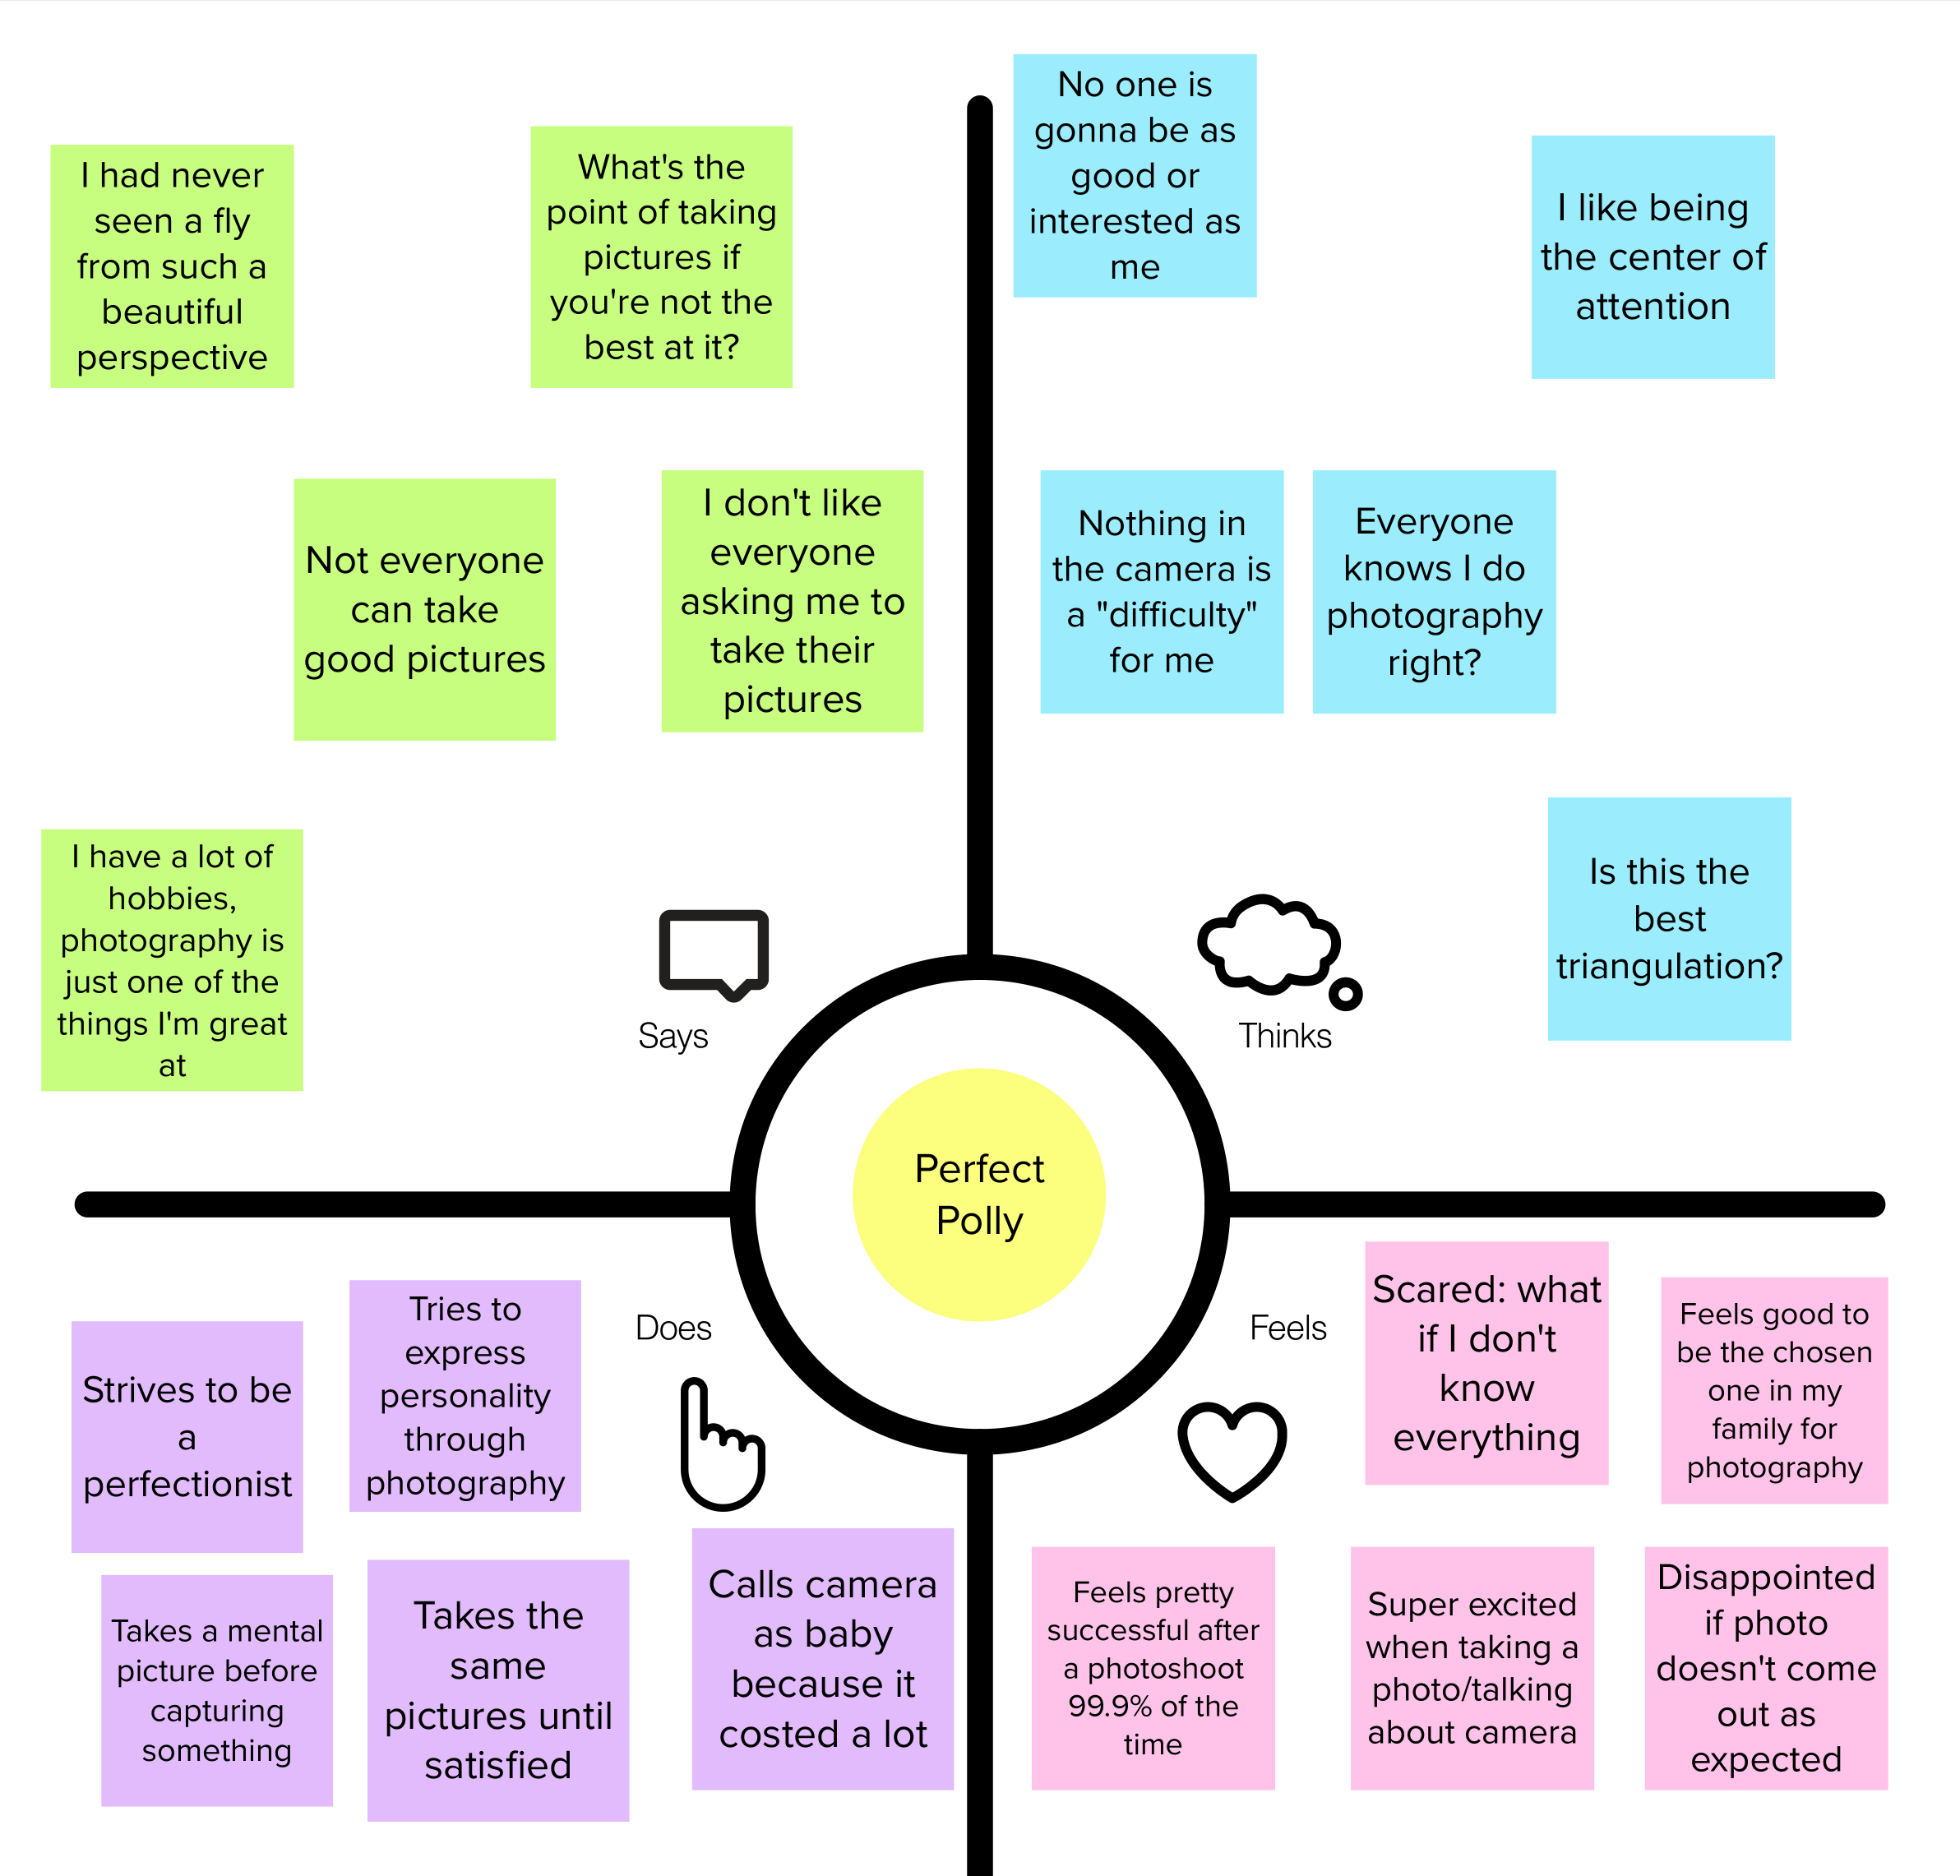 I had never
seen a fly
from such a
beautiful
perspective
What's the
point of taking
pictures if
you're not the
best at it?
Not everyone
can take
good pictures
I don't like
everyone
asking me to
take their
pictures
I have a lot of
hobbies,
photography is
just one of the
things I'm great
at
Says
No one is
gonna be as
good or
interested as
me
I like being
the center of
attention
Nothing in
the camera is
a "difficulty"
for me
Everyone
knows I do
photography
right?
Is this the
best
triangulation?
Thinks
Perfect
Polly
Does
Strives to be
a
perfectionist
Tries to
express
personality
through
photography
Takes a mental
picture before
capturing
something
Takes the
same
pictures until
satisfied
Calls camera
as baby
because it
costed a lot
Feels
Scared: what
if I don't
know
everything
Feels good to
be the chosen
one in my
family for
photography
Feels pretty
successful after
a photoshoot
99.9% of the
time
Super excited
when taking a
photo/talking
about camera
Disappointed
if photo
doesn't come
out as
expected